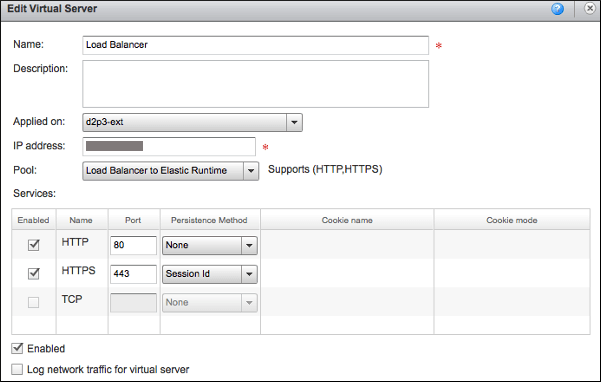 Edit Virtual Server ?
Name: Load Balancer *
Description:
Applied on: d2p3-ext
IP address: *
Pool: Load Balancer to Elastic Runtime Supports (HTTP,HTTPS)
Services:
Enabled Name Port Persistence Method Cookie name Cookie mode
HTTP 80 None
HTTPS 443 Session Id
TCP None
Enabled
Log network traffic for virtual server